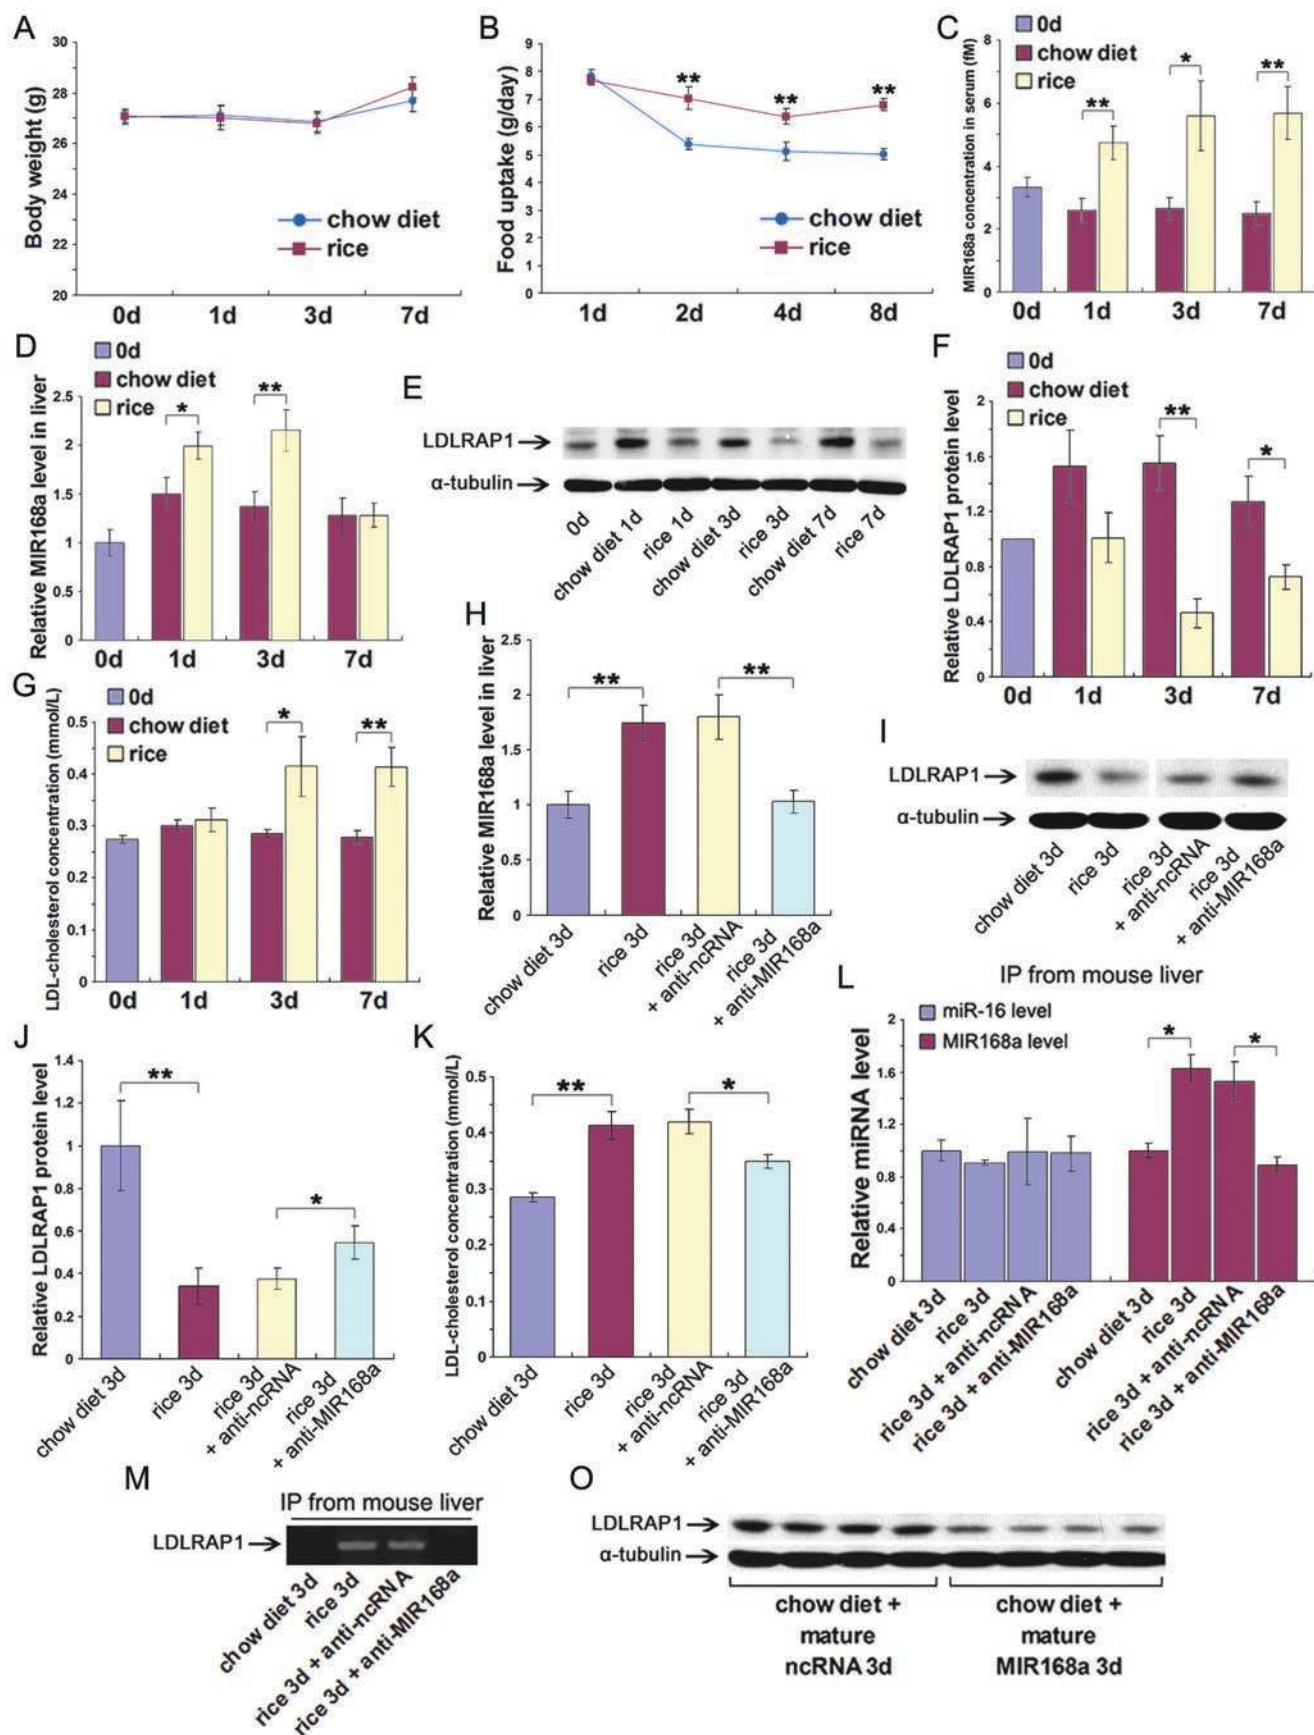 A
Body weight (g)
30
28
26
24
22
20
chow diet
rice
0d 1d 3d 7d
B
Food uptake (g/day)
9
8
7
6
5
4
3
2
1
0
** ** **
chow diet
rice
1d 2d 4d 8d
C
0d
chow diet
rice
MIR168a concentration in serum (fM)
8
6
4
2
0
** * **
0d 1d 3d 7d
D
0d
chow diet
rice
Relative MIR168a level in liver
2.5
2
1.5
1
0.5
0
* **
0d 1d 3d 7d
E
LDLRAP1
α-tubulin
0d
chow diet 1d
rice 1d
chow diet 3d
rice 3d
chow diet 7d
rice 7d
F
0d
chow diet
rice
Relative LDLRAP1 protein level
2
1.6
1.2
0.8
0.4
0
** *
0d 1d 3d 7d
G
0d
chow diet
rice
LDL-cholesterol concentration (mmol/L)
0.5
0.4
0.3
0.2
0.1
0
* **
0d 1d 3d 7d
H
Relative MIR168a level in liver
2.5
2
1.5
1
0.5
0
** **
chow diet 3d
rice 3d
rice 3d
+ anti-ncRNA
rice 3d
+ anti-MIR168a
I
LDLRAP1
α-tubulin
chow diet 3d
rice 3d
rice 3d
+ anti-ncRNA
rice 3d
+ anti-MIR168a
J
Relative LDLRAP1 protein level
1.4
1.2
1
0.8
0.6
0.4
0.2
0
** *
chow diet 3d
rice 3d
rice 3d
+ anti-ncRNA
rice 3d
+ anti-MIR168a
K
LDL-cholesterol concentration (mmol/L)
0.5
0.4
0.3
0.2
0.1
0
** *
chow diet 3d
rice 3d
rice 3d
+ anti-ncRNA
rice 3d
+ anti-MIR168a
L
IP from mouse liver
miR-16 level
MIR168a level
Relative miRNA level
2
1.6
1.2
0.8
0.4
0
* *
chow diet 3d
rice 3d
rice 3d + anti-ncRNA
rice 3d + anti-MIR168a
chow diet 3d
rice 3d
rice 3d + anti-ncRNA
rice 3d + anti-MIR168a
M
IP from mouse liver
LDLRAP1
chow diet 3d
rice 3d
rice 3d + anti-ncRNA
rice 3d + anti-MIR168a
O
LDLRAP1
α-tubulin
chow diet +
mature
ncRNA 3d
chow diet +
mature
MIR168a 3d